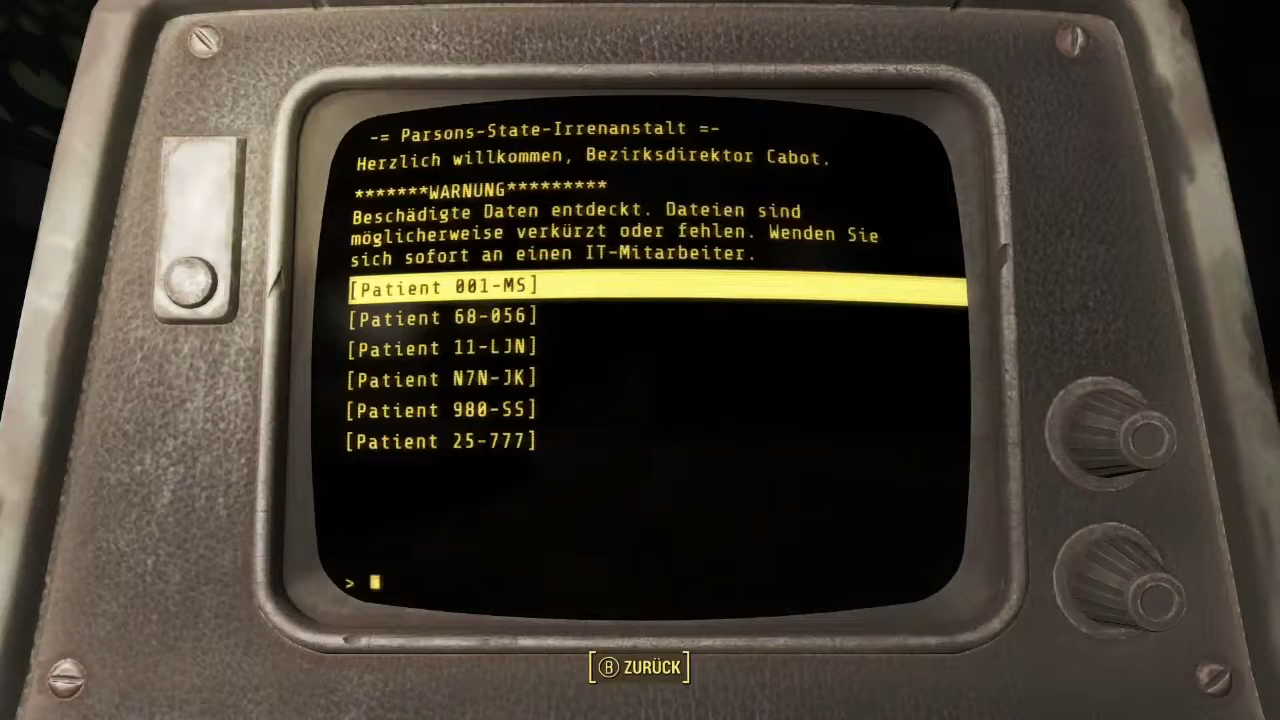 -= Parsons-State-Irrenanstalt =-
Herzlich willkommen, Bezirksdirektor Cabot.
*******WARNUNG*********
Beschädigte Daten entdeckt. Dateien sind
möglicherweise verkürzt oder fehlen. Wenden Sie
sich sofort an einen IT-Mitarbeiter.
[Patient 001-MS]
[Patient 68-056]
[Patient 11-LJN]
[Patient N7N-JK]
[Patient 980-SS]
[Patient 25-777]
>
[Ⓑ ZURÜCK]